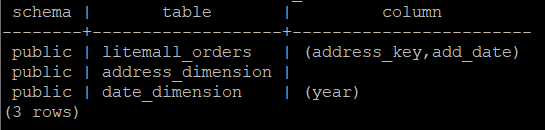 schema | table | column
--------+-------------------+------------------------
public | litemall_orders | (address_key,add_date)
public | address_dimension |
public | date_dimension | (year)
(3 rows)